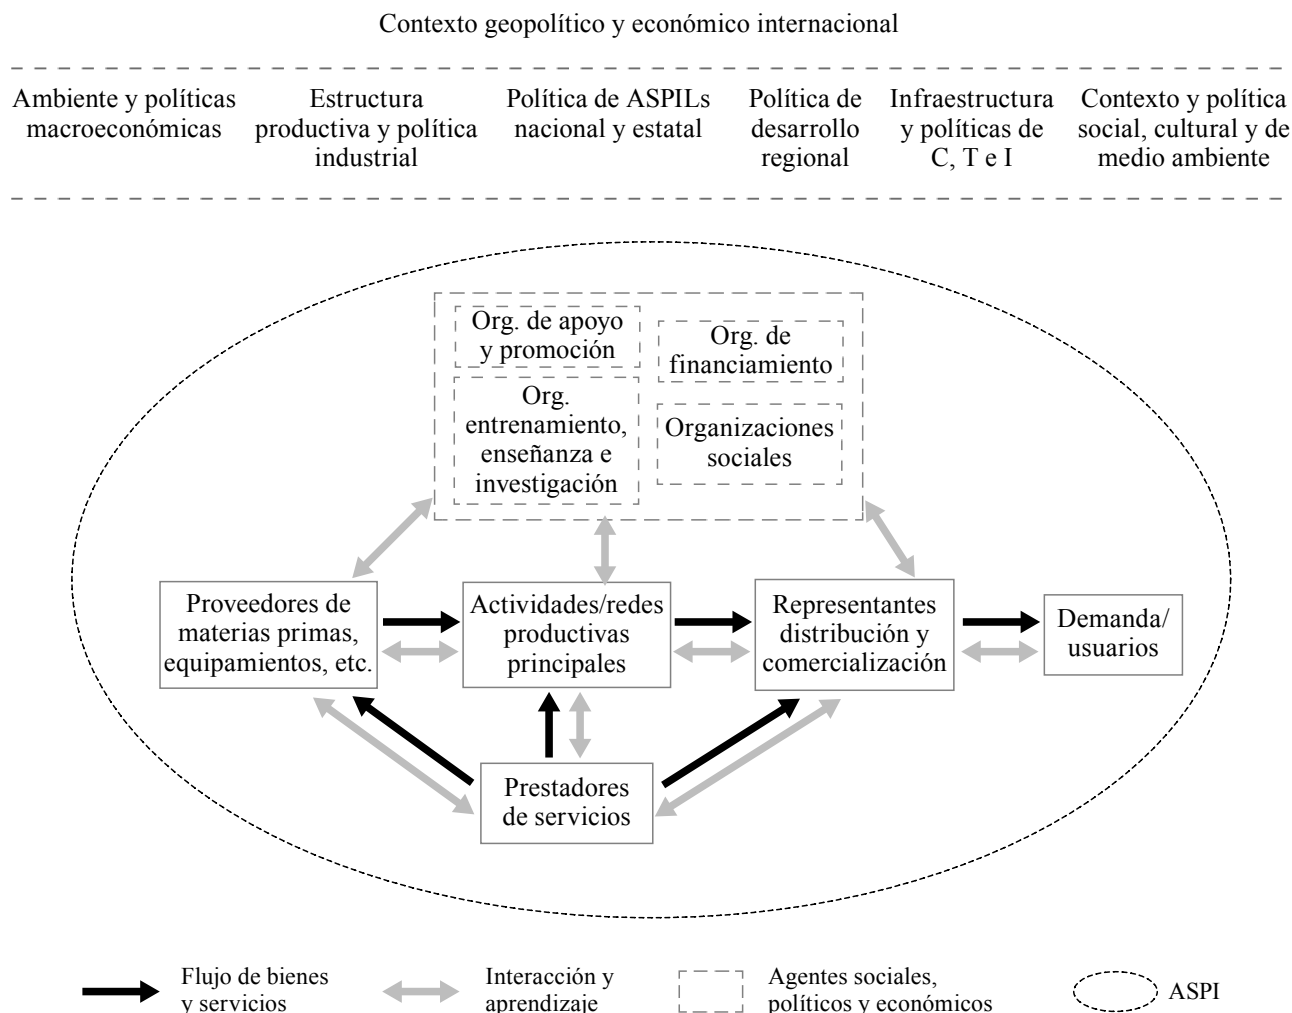 Contexto geopolítico y económico internacional
Ambiente y políticas
macroeconómicas
Estructura
productiva y política
industrial
Política de ASPILs
nacional y estatal
Política de
desarrollo
regional
Infraestructura
y políticas de
C, T e I
Contexto y política
social, cultural y de
medio ambiente
Org. de apoyo
y promoción
Org. de
financiamiento
Org.
entrenamiento,
enseñanza e
investigación
Organizaciones
sociales
Proveedores de
materias primas,
equipamientos, etc.
Actividades/redes
productivas
principales
Representantes
distribución y
comercialización
Demanda/
usuarios
Prestadores
de servicios
Flujo de bienes
y servicios
Interacción y
aprendizaje
Agentes sociales,
políticos y económicos
ASPI